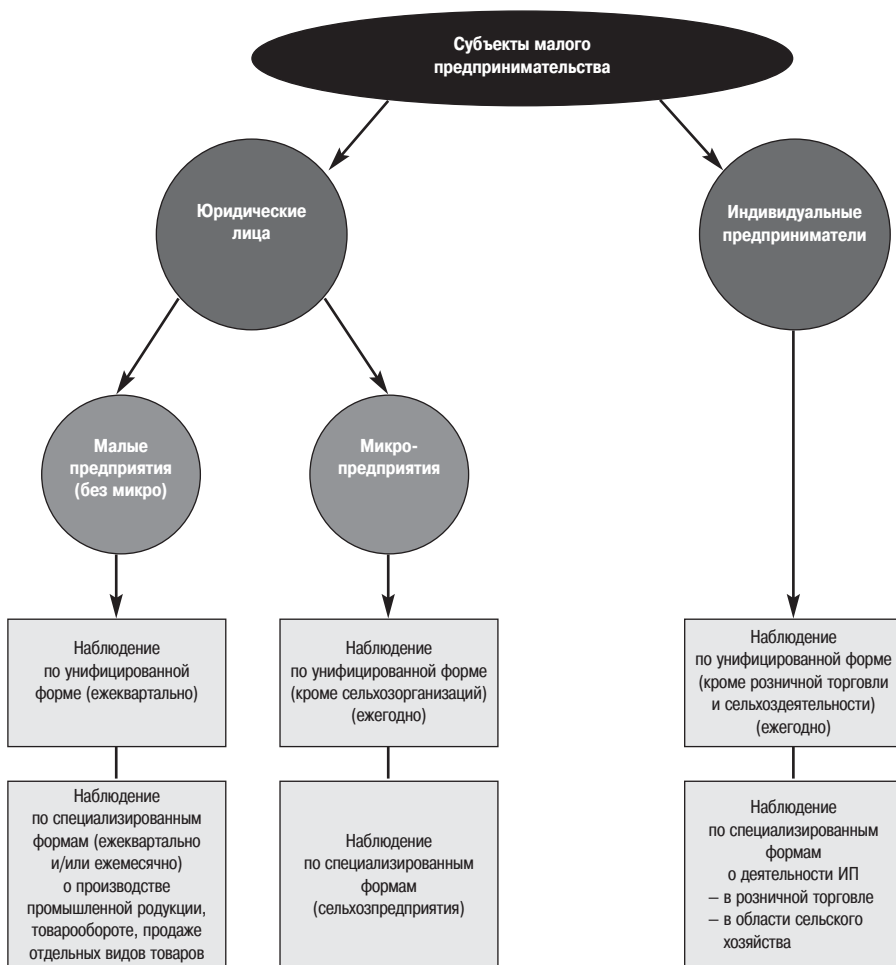 Субъекты малого
предпринимательства
Юридические
лица
Индивидуальные
предприниматели
Малые
предприятия
(без микро)
Микро-
предприятия
Наблюдение
по унифицированной
форме (ежеквартально)
Наблюдение
по унифицированной форме
(кроме сельхозорганизаций)
(ежегодно)
Наблюдение
по унифицированной форме
(кроме розничной торговли
и сельхоздеятельности)
(ежегодно)
Наблюдение
по специализированным
формам (ежеквартально
и/или ежемесячно)
о производстве
промышленной родукции,
товарообороте, продаже
отдельных видов товаров
Наблюдение
по специализированным
формам
(сельхозпредприятия)
Наблюдение
по специализированным
формам
о деятельности ИП
– в розничной торговле
– в области сельского
хозяйства